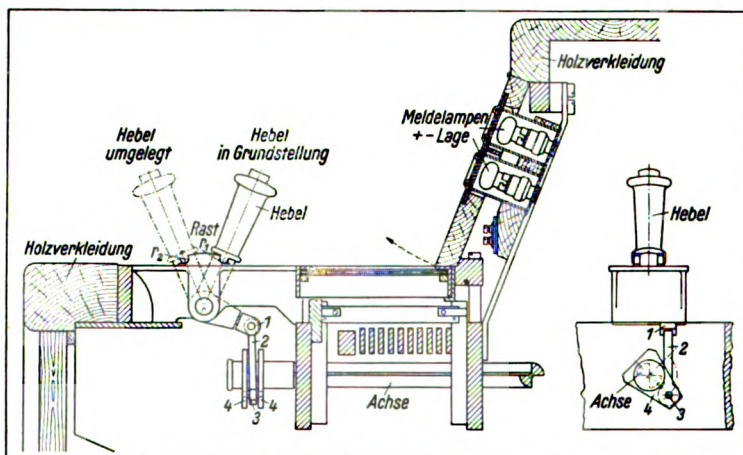 Holzverkleidung
Meldelampen
+ - Lage
Hebel
umgelegt
Hebel
in Grundstellung
Rast
r₁
r₂
Hebel
Holzverkleidung
1
2
4 3 4
Achse
Hebel
1
2
Achse
4
3